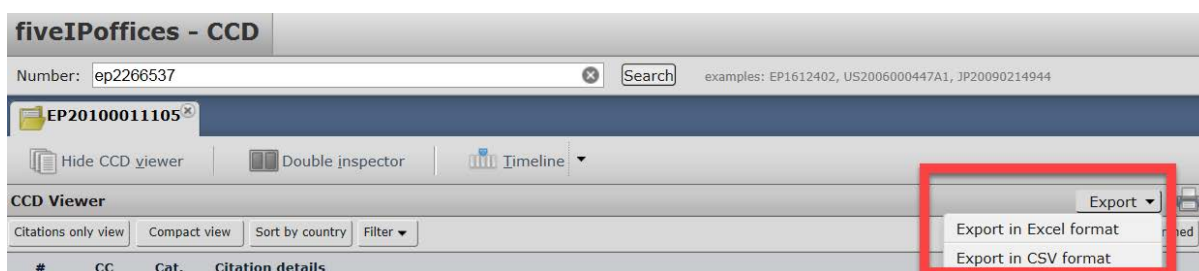 fiveIPoffices - CCD
Number: ep2266537 Search examples: EP1612402, US2006000447A1, JP20090214944
EP20100011105
Hide CCD viewer Double inspector Timeline
CCD Viewer Export
Citations only view Compact view Sort by country Filter
Export in Excel format
# CC Cat. Citation details
Export in CSV format